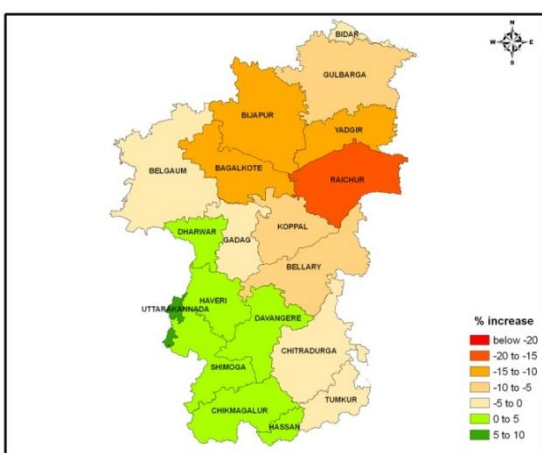 N
W E
S
BIDAR
GULBARGA
BIJAPUR
YADGIR
BELGAUM
BAGALKOTE
RAICHUR
KOPPAL
DHARWAR
GADAG
BELLARY
UTTARAKANNADA
HAVERI
DAVANGERE
CHITRADURGA
SHIMOGA
TUMKUR
CHIKMAGALUR
HASSAN
% increase
below -20
-20 to -15
-15 to -10
-10 to -5
-5 to 0
0 to 5
5 to 10